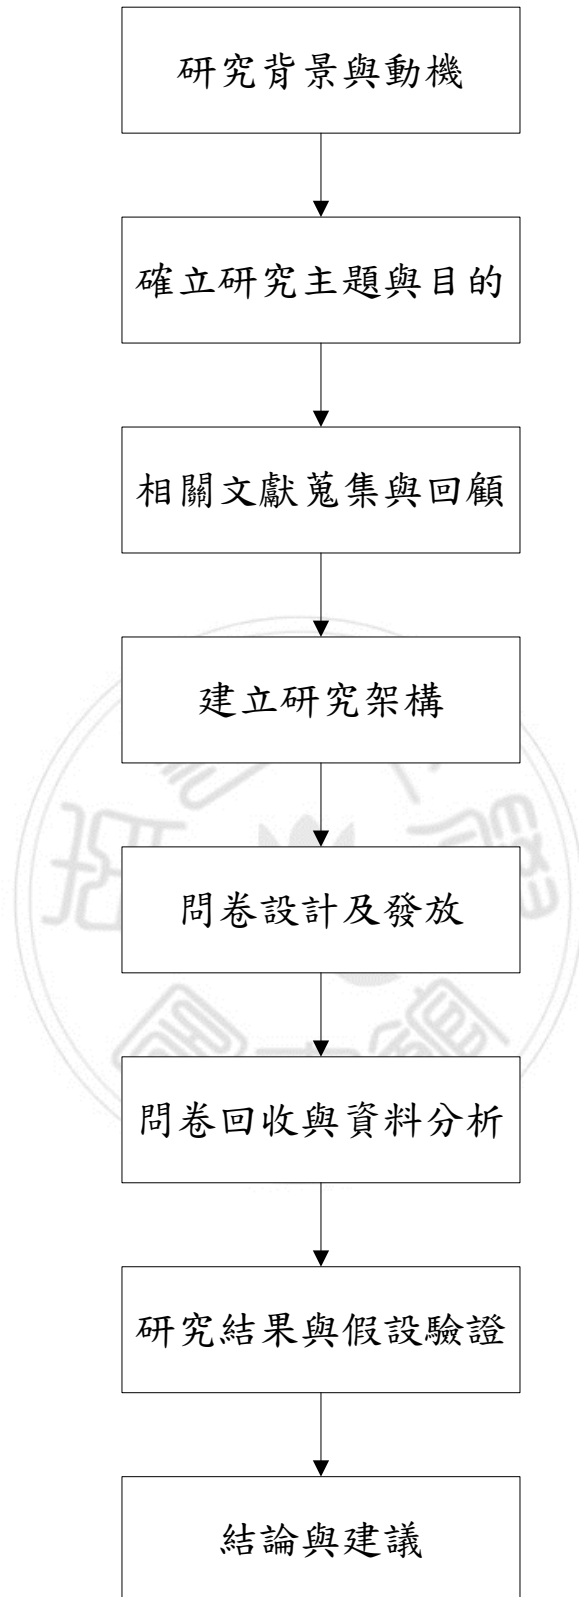 研究背景與動機
確立研究主題與目的
相關文獻蒐集與回顧
建立研究架構
問卷設計及發放
問卷回收與資料分析
研究結果與假設驗證
結論與建議